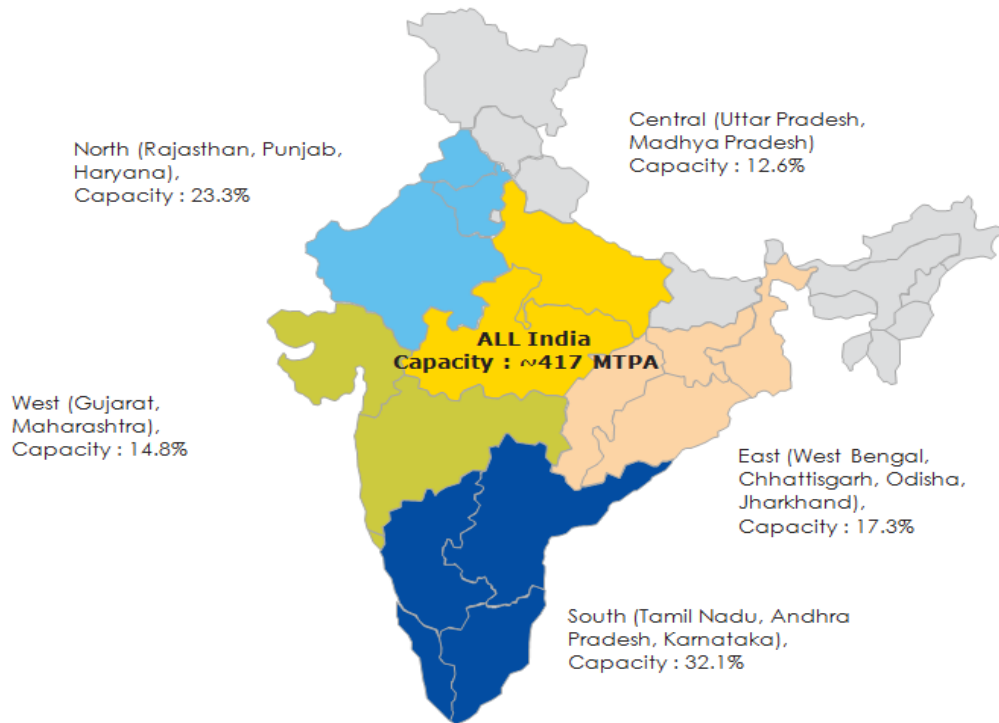 Central (Uttar Pradesh,
Madhya Pradesh)
Capacity : 12.6%
North (Rajasthan, Punjab,
Haryana),
Capacity : 23.3%
ALL India
Capacity : ~417 MTPA
West (Gujarat,
Maharashtra),
Capacity : 14.8%
East (West Bengal,
Chhattisgarh, Odisha,
Jharkhand),
Capacity : 17.3%
South (Tamil Nadu, Andhra
Pradesh, Karnataka),
Capacity : 32.1%